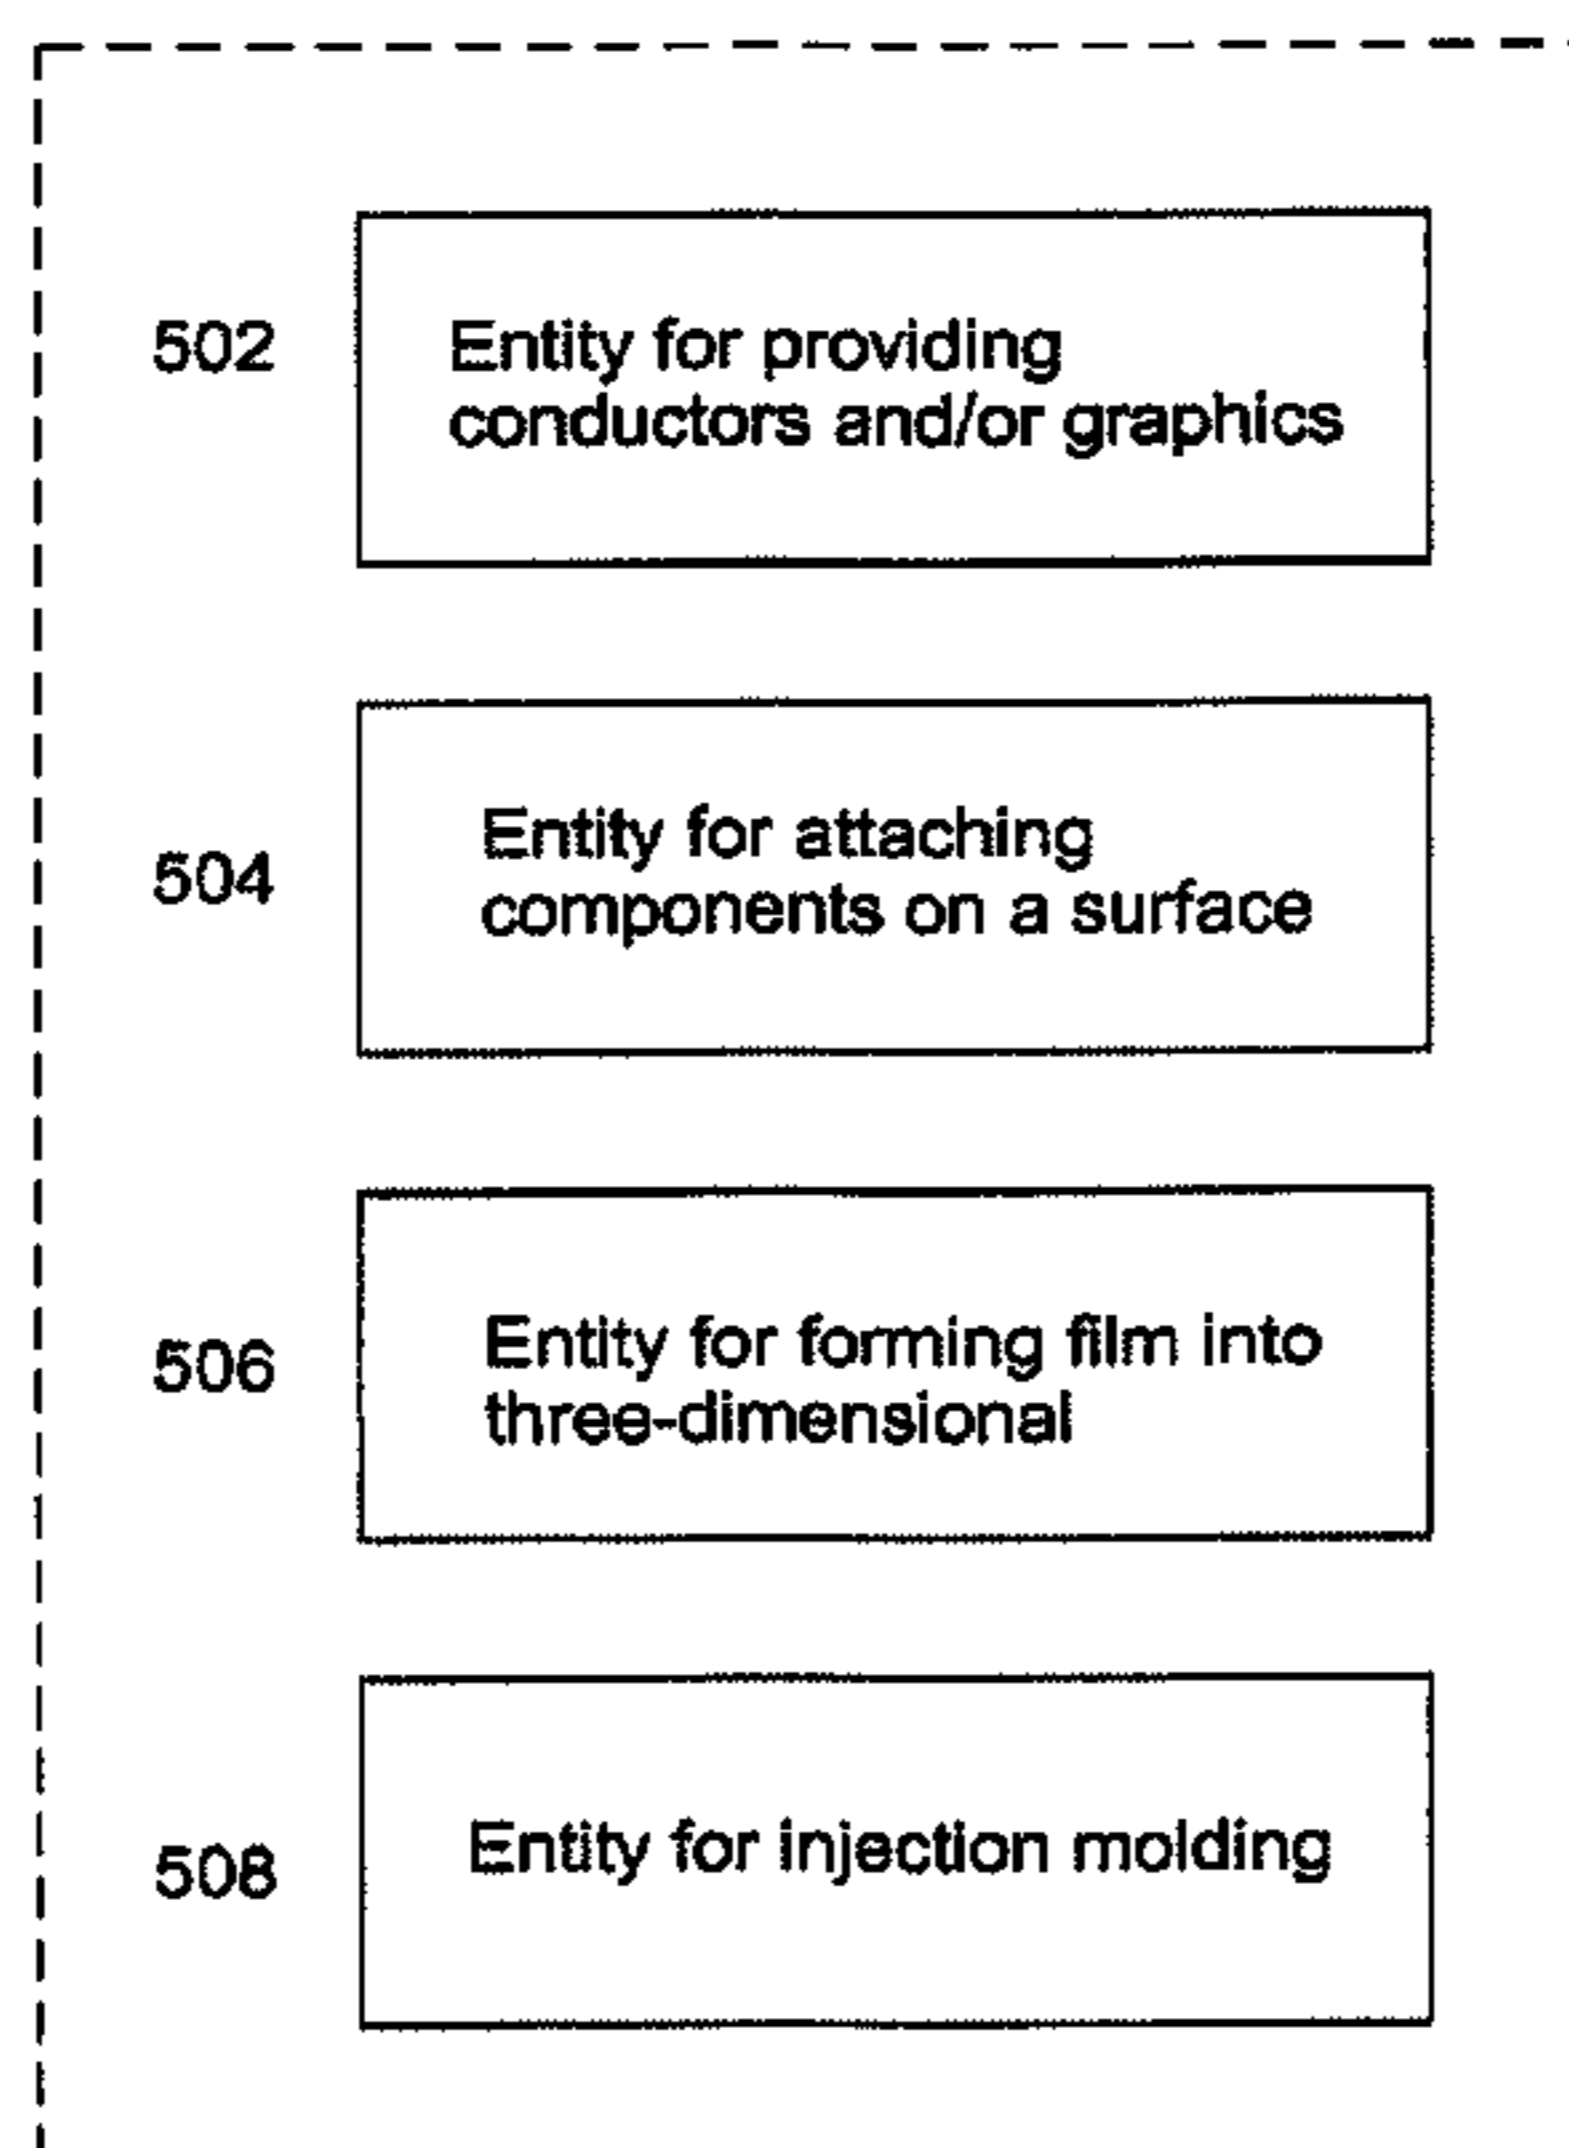 502
Entity for providing
conductors and/or graphics
504
Entity for attaching
components on a surface
506
Entity for forming film into
three-dimensional
508
Entity for injection molding